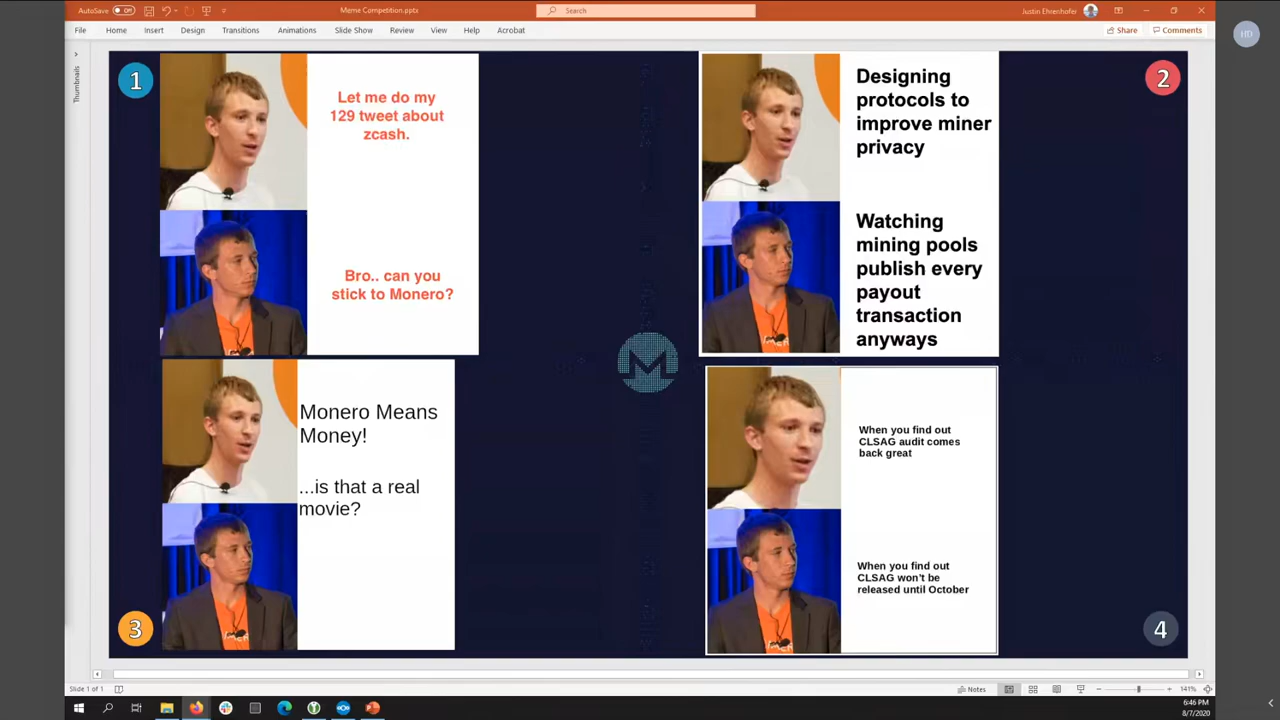 AutoSave
Off
Meme Competition.pptx
Search
Justin Ehrenhofer
HD
File
Home
Insert
Design
Transitions
Animations
Slide Show
Review
View
Help
Acrobat
Share
Comments
Thumbnails
1
Let me do my
129 tweet about
zcash.
Bro.. can you
stick to Monero?
2
Designing
protocols to
improve miner
privacy
Watching
mining pools
publish every
payout
transaction
anyways
3
Monero Means
Money!
...is that a real
movie?
4
When you find out
CLSAG audit comes
back great
When you find out
CLSAG won't be
released until October
Slide 1 of 1
Notes
141%
6:46 PM
8/7/2020